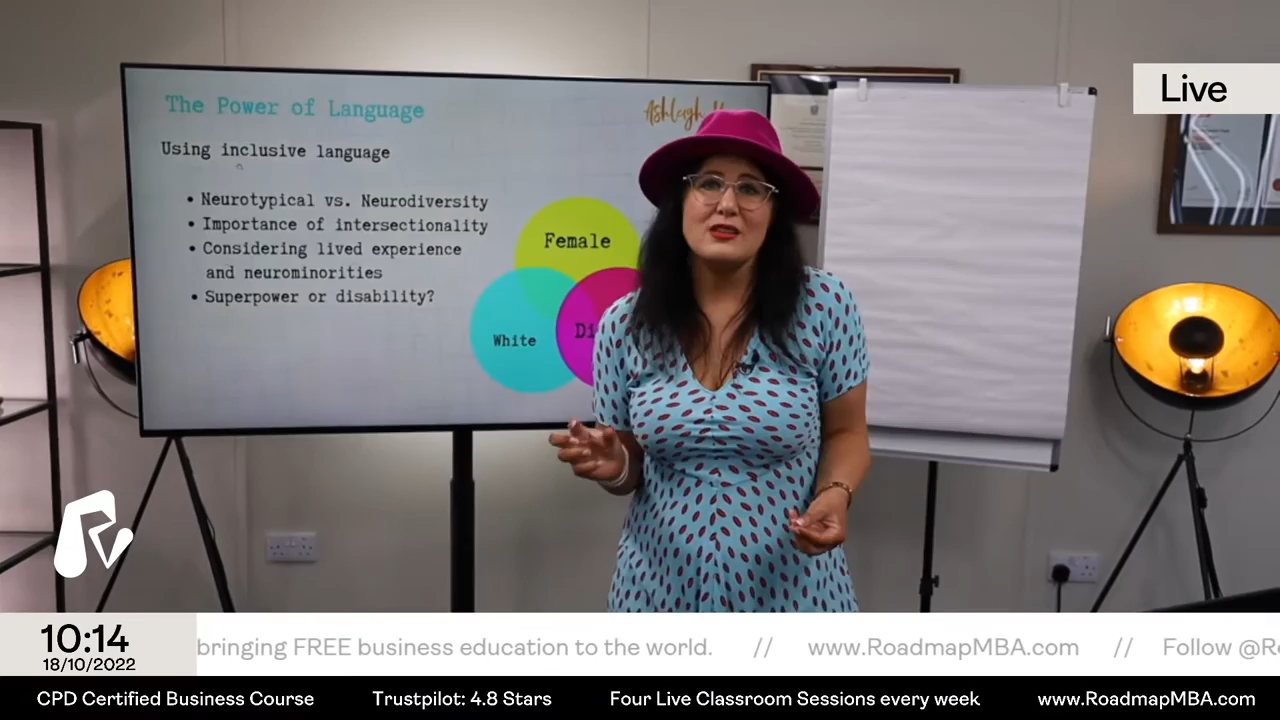 Live
The Power of Language
Ashleigh
Using inclusive language
• Neurotypical vs. Neurodiversity
• Importance of intersectionality
• Considering lived experience
and neurominorities
• Superpower or disability?
Female
White
10:14
18/10/2022
bringing FREE business education to the world. // www.RoadmapMBA.com // Follow
CPD Certified Business Course Trustpilot: 4.8 Stars Four Live Classroom Sessions every week www.RoadmapMBA.com